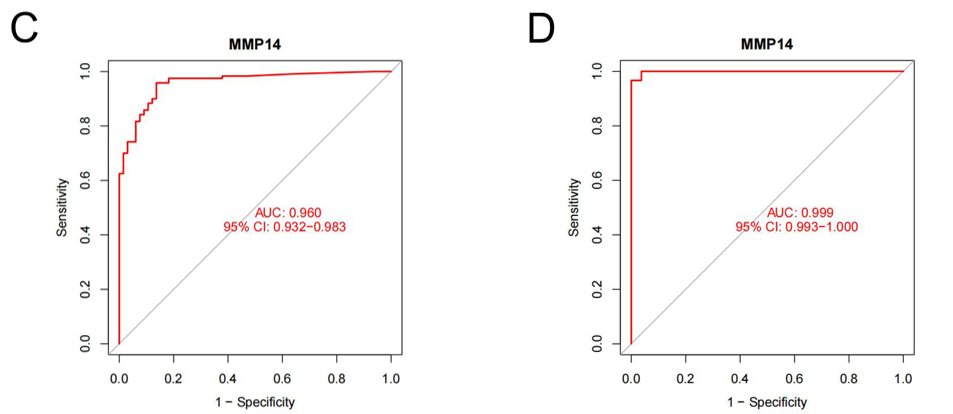 C
MMP14
1.0
0.8
0.6
0.4
0.2
0.0
Sensitivity
AUC: 0.960
95% CI: 0.932−0.983
0.0 0.2 0.4 0.6 0.8 1.0
1 − Specificity
D
MMP14
1.0
0.8
0.6
0.4
0.2
0.0
Sensitivity
AUC: 0.999
95% CI: 0.993−1.000
0.0 0.2 0.4 0.6 0.8 1.0
1 − Specificity